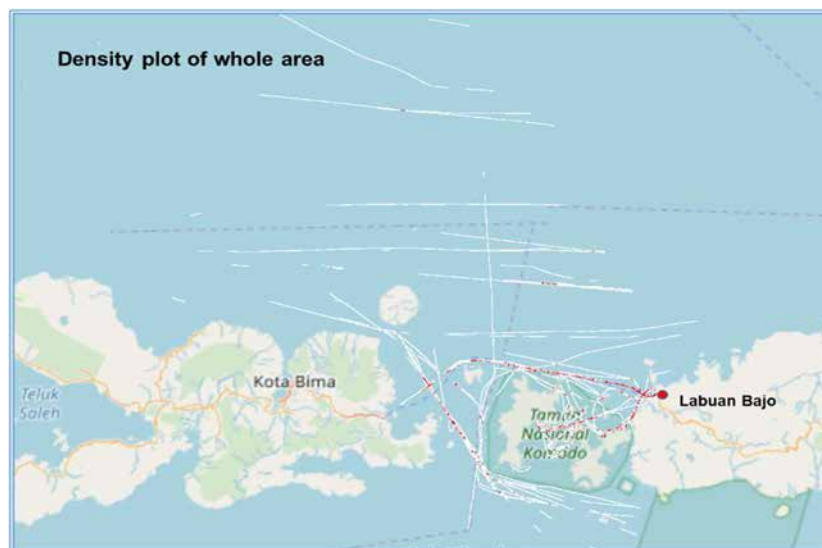 Density plot of whole area
Kota Bima
Teluk
Saleh
Labuan Bajo
Taman
Nasional
Komodo